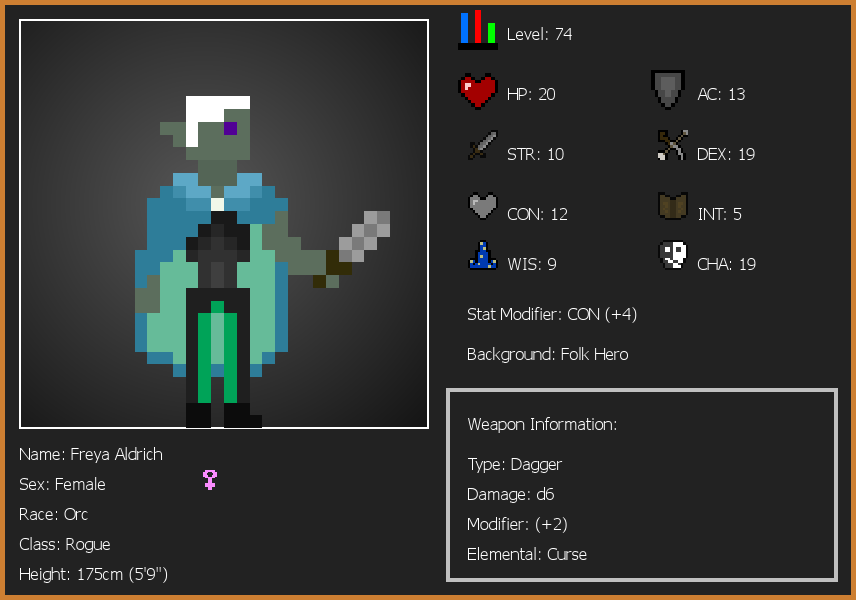 Level: 74
HP: 20
AC: 13
STR: 10
DEX: 19
CON: 12
INT: 5
WIS: 9
CHA: 19
Stat Modifier: CON (+4)
Background: Folk Hero
Weapon Information:
Type: Dagger
Damage: d6
Modifier: (+2)
Elemental: Curse
Name: Freya Aldrich
Sex: Female
Race: Orc
Class: Rogue
Height: 175cm (5'9")